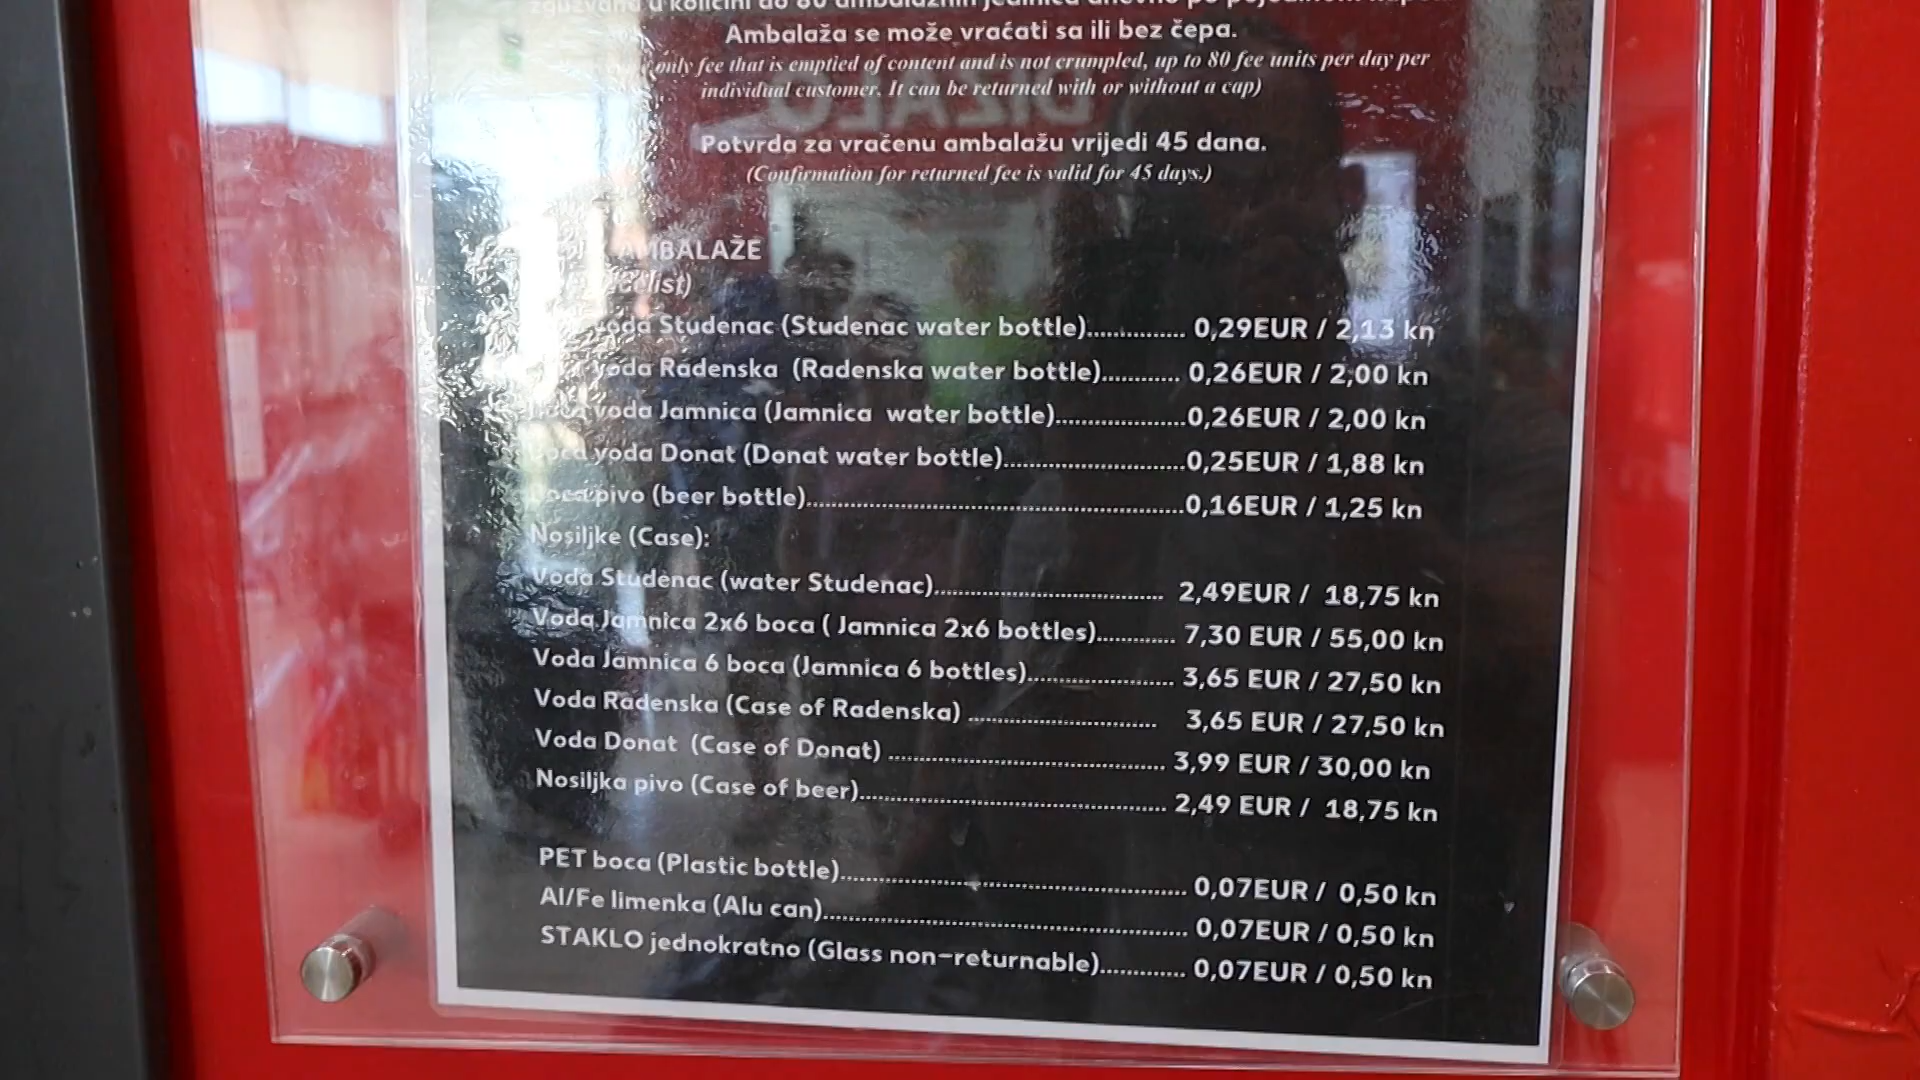 zgužvana u količini do 80 ambalažnih jedinica dnevno po pojedinom
Ambalaža se može vraćati sa ili bez čepa.
only fee that is emptied of content and is not crumpled, up to 80 fee units per day per
individual customer. It can be returned with or without a cap)
DIZALO
Potvrda za vračenu ambalažu vrijedi 45 dana.
(Confirmation for returned fee is valid for 45 days.)
AMBALAŽE
voda Studenac (Studenac water bottle).............. 0,29EUR / 2,13 kn
voda Radenska (Radenska water bottle)............ 0,26EUR / 2,00 kn
voda Jamnica (Jamnica water bottle)....................0,26EUR / 2,00 kn
Boca voda Donat (Donat water bottle)............................0,25EUR / 1,88 kn
Boca pivo (beer bottle)..........................................................0,16EUR / 1,25 kn
Nosiljke (Case):
Voda Studenac (water Studenac)................................... 2,49EUR / 18,75 kn
Voda Jamnica 2x6 boca ( Jamnica 2x6 bottles)............ 7,30 EUR / 55,00 kn
Voda Jamnica 6 boca (Jamnica 6 bottles)...................... 3,65 EUR / 27,50 kn
Voda Radenska (Case of Radenska) ............................. 3,65 EUR / 27,50 kn
Voda Donat (Case of Donat) .......................................... 3,99 EUR / 30,00 kn
Nosiljka pivo (Case of beer)............................................... 2,49 EUR / 18,75 kn
PET boca (Plastic bottle)..................................................... 0,07EUR / 0,50 kn
Al/Fe limenka (Alu can)........................................................ 0,07EUR / 0,50 kn
STAKLO jednokratno (Glass non-returnable)............. 0,07EUR / 0,50 kn